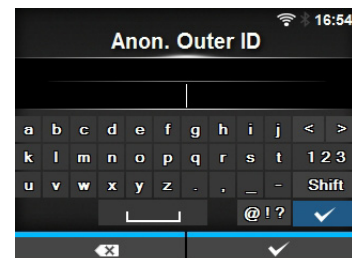 16:54
Anon. Outer ID
a b c d e f g h i j < >
k l m n o p q r s t 1 2 3
u v w x y z . , _ - Shift
@ ! ?